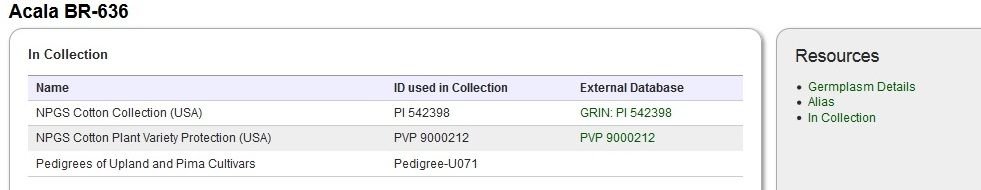 Acala BR-636
In Collection
Name ID used in Collection External Database
NPGS Cotton Collection (USA) PI 542398 GRIN: PI 542398
NPGS Cotton Plant Variety Protection (USA) PVP 9000212 PVP 9000212
Pedigrees of Upland and Pima Cultivars Pedigree-U071
Resources
Germplasm Details
Alias
In Collection